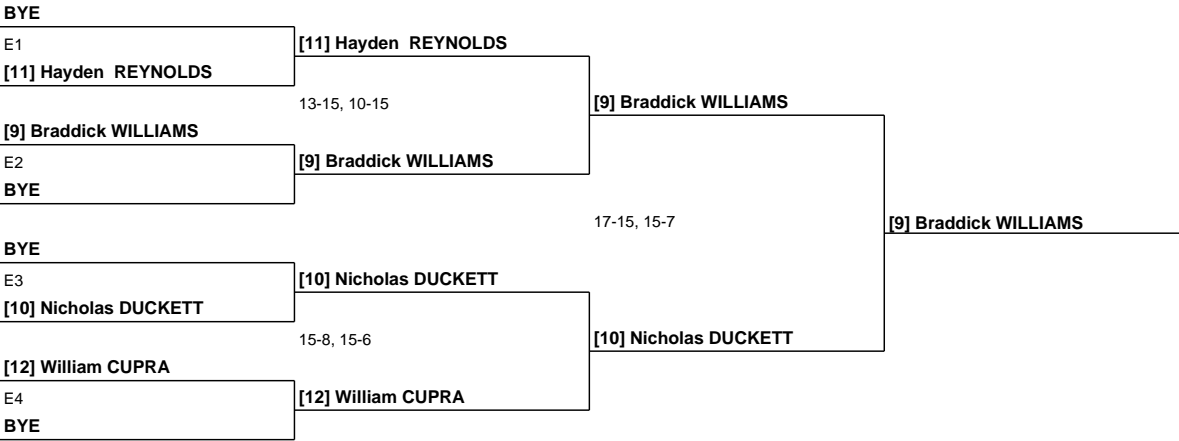 BYE
E1
[11] Hayden  REYNOLDS
[11] Hayden  REYNOLDS
13-15, 10-15
[9] Braddick WILLIAMS
[9] Braddick WILLIAMS
E2
[9] Braddick WILLIAMS
BYE
17-15, 15-7
[9] Braddick WILLIAMS
BYE
E3
[10] Nicholas DUCKETT
[10] Nicholas DUCKETT
15-8, 15-6
[10] Nicholas DUCKETT
[12] William CUPRA
E4
[12] William CUPRA
BYE